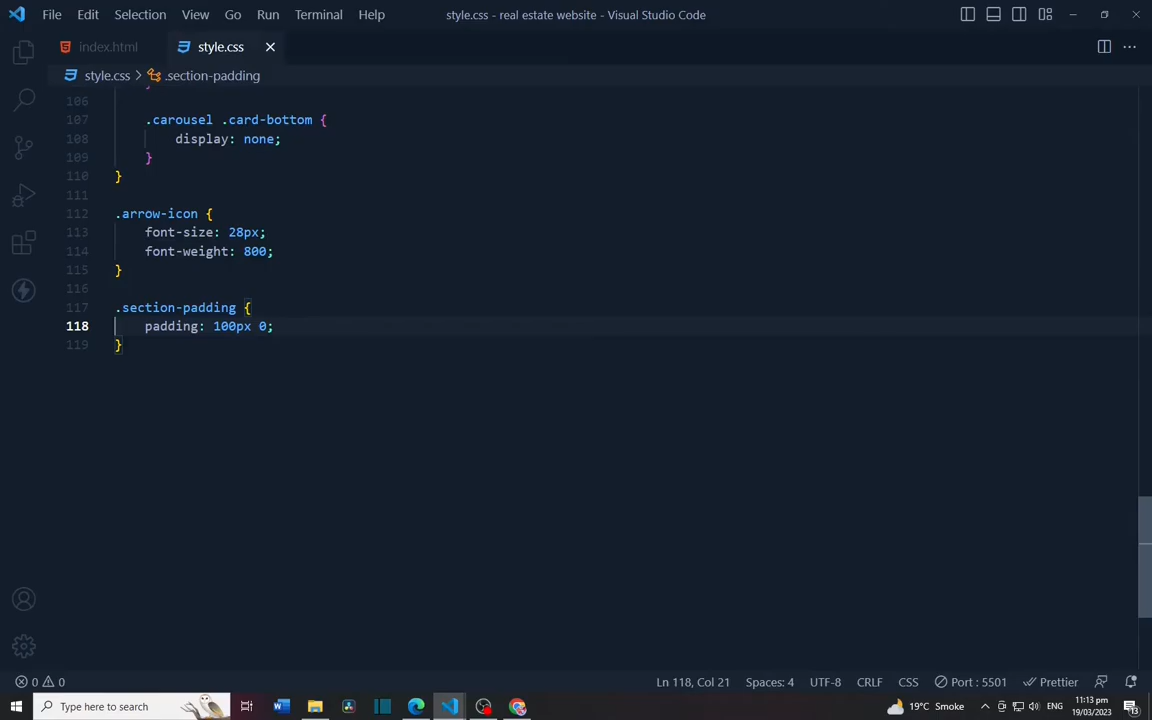 File Edit Selection View Go Run Terminal Help style.css - real estate website - Visual Studio Code
index.html style.css
style.css > .section-padding
106
107 .carousel .card-bottom {
108 display: none;
109 }
110 }
111
112 .arrow-icon {
113 font-size: 28px;
114 font-weight: 800;
115 }
116
117 .section-padding {
118 padding: 100px 0;
119 }
0 0 Ln 118, Col 21 Spaces: 4 UTF-8 CRLF CSS Port : 5501 Prettier
Type here to search 19°C Smoke ENG 11:13 pm
19/03/2023 13